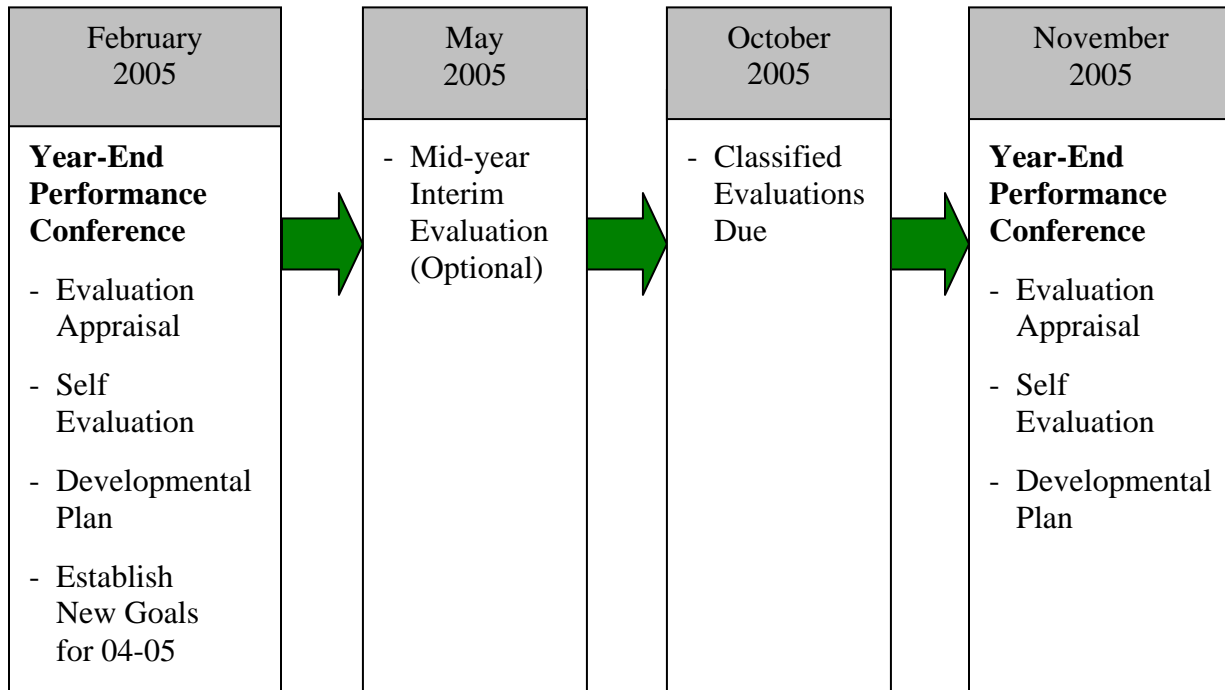 February
2005
Year-End
Performance
Conference
- Evaluation
Appraisal
- Self
Evaluation
- Developmental
Plan
- Establish
New Goals
for 04-05
May
2005
- Mid-year
Interim
Evaluation
(Optional)
October
2005
- Classified
Evaluations
Due
November
2005
Year-End
Performance
Conference
- Evaluation
Appraisal
- Self
Evaluation
- Developmental
Plan